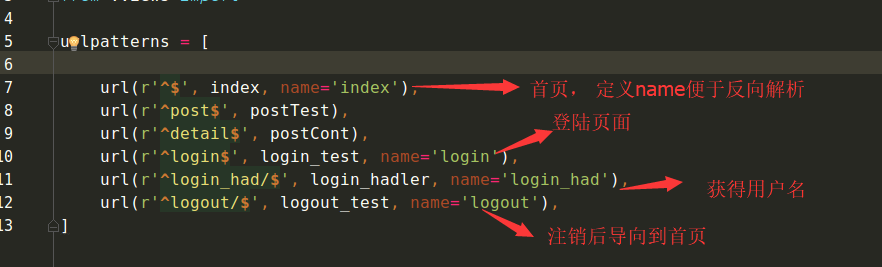 4
5 urlpatterns = [
6
7 url(r'^$', index, name='index'), 首页, 定义name便于反向解析
8 url(r'^post$', postTest),
登陆页面
9 url(r'^detail$', postCont),
10 url(r'^login$', login_test, name='login'),
11 url(r'^login_had/$', login_hadler, name='login_had'), 获得用户名
12 url(r'^logout/$', logout_test, name='logout'),
13 ]
注销后导向到首页